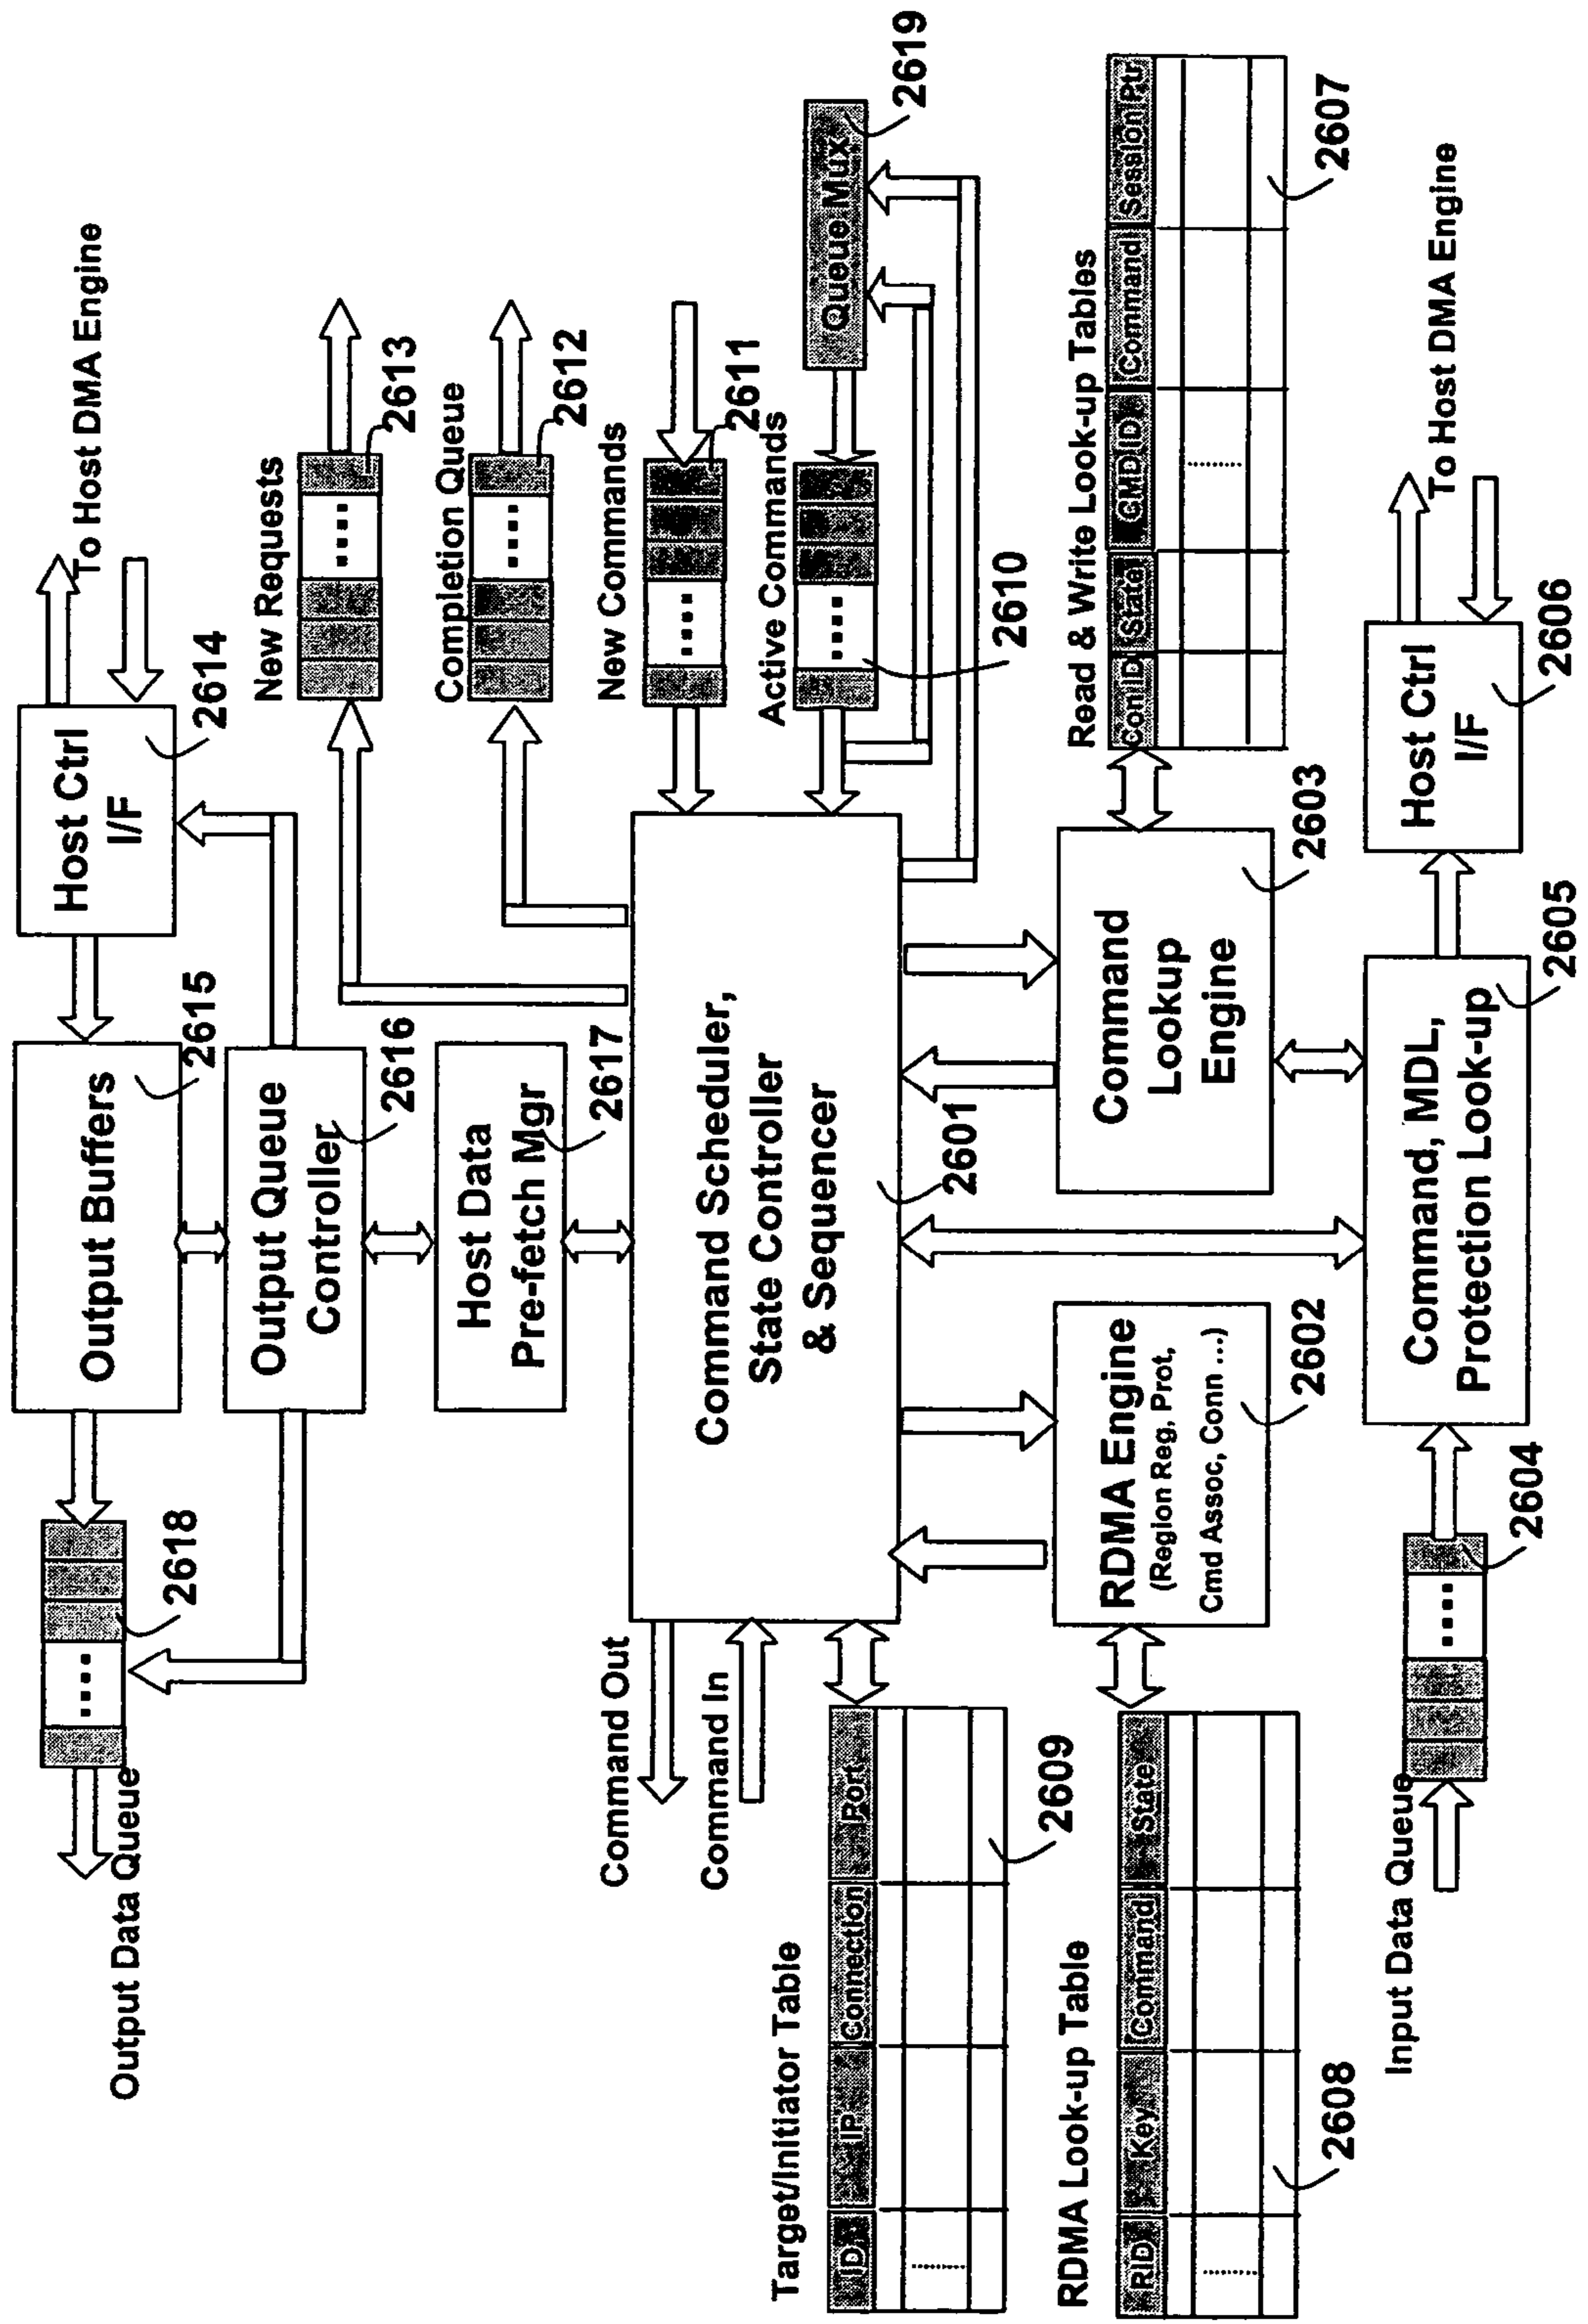 Output Data Queue
2618
Output Buffers
2615
Host Ctrl
I/F
2614
To Host DMA Engine
Output Queue
Controller
2616
New Requests
2613
Host Data
Pre-fetch Mgr
2617
Completion Queue
2612
Command Out
Command In
Command Scheduler,
State Controller
& Sequencer
2601
New Commands
2611
Active Commands
2610
Queue Mux
2619
Target/Initiator Table
IP Connection Port
2609
RDMA Look-up Table
RID Key Command State
2608
RDMA Engine
(Region Reg, Prot,
Cmd Assoc, Conn ...)
2602
Command
Lookup
Engine
2603
Read & Write Look-up Tables
ConID State CMD ID Command Session Ptr
2607
Input Data Queue
2604
Command, MDL,
Protection Look-up
2605
Host Ctrl
I/F
2606
To Host DMA Engine